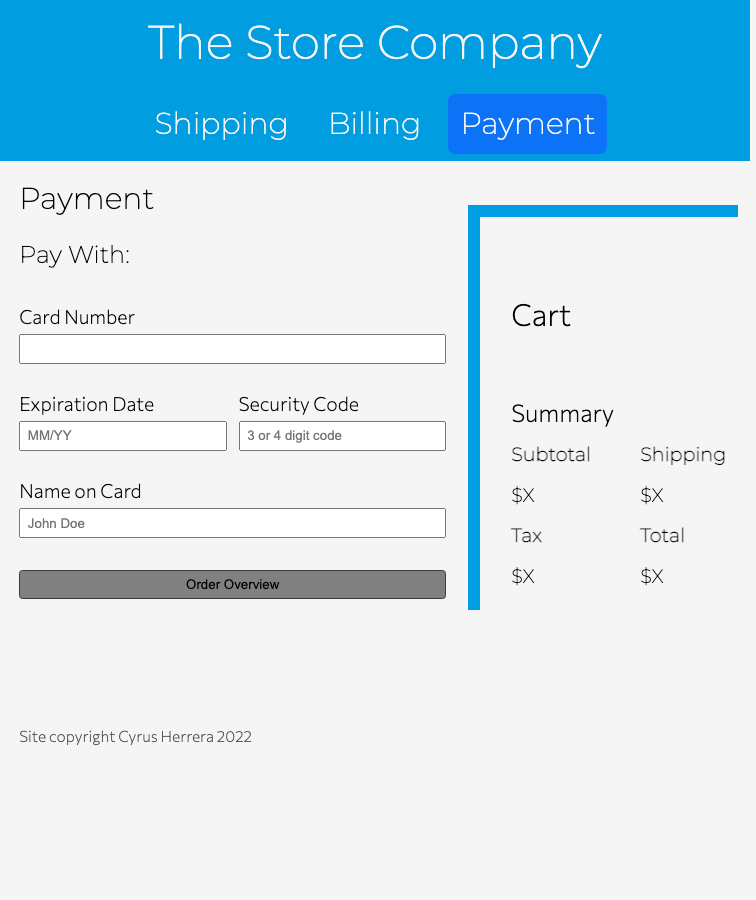 The Store Company
Shipping Billing Payment
Payment
Pay With:
Card Number
Expiration Date Security Code
MM/YY 3 or 4 digit code
Name on Card
John Doe
Order Overview
Cart
Summary
Subtotal Shipping
$X $X
Tax Total
$X $X
Site copyright Cyrus Herrera 2022